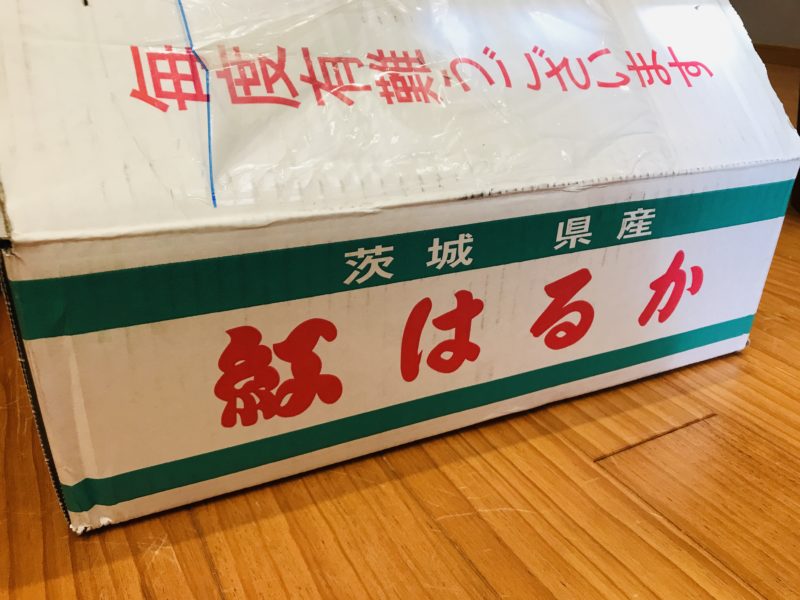 毎度有難うございます
茨城県産
紅はるか